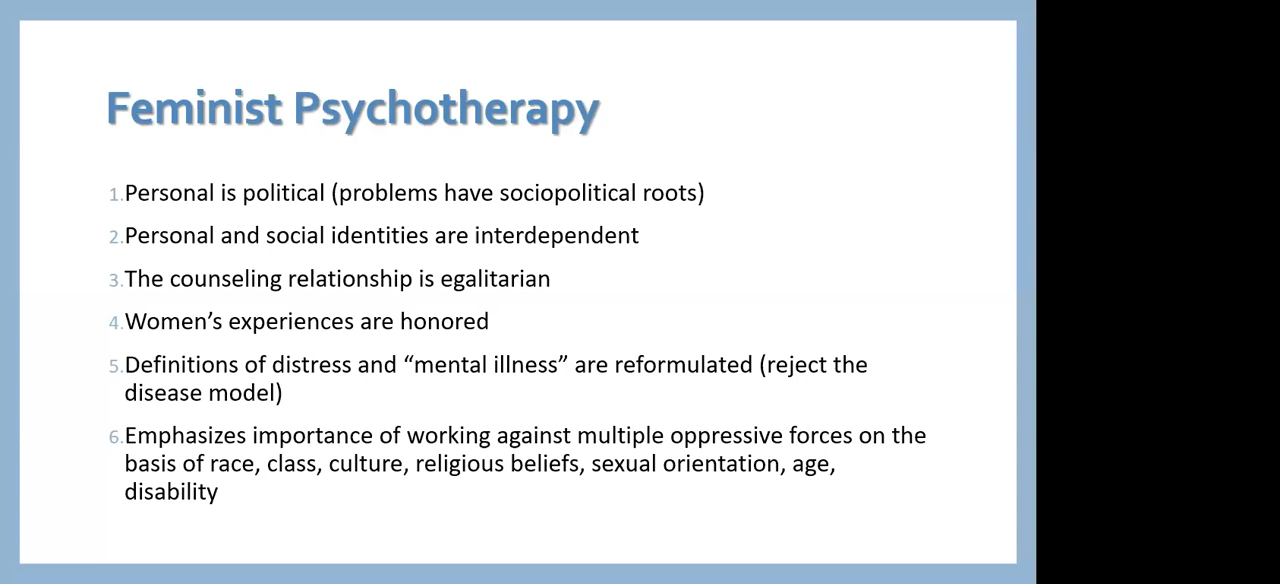 Feminist Psychotherapy
1.Personal is political (problems have sociopolitical roots)
2.Personal and social identities are interdependent
3.The counseling relationship is egalitarian
4.Women’s experiences are honored
5.Definitions of distress and “mental illness” are reformulated (reject the
disease model)
6.Emphasizes importance of working against multiple oppressive forces on the
basis of race, class, culture, religious beliefs, sexual orientation, age,
disability